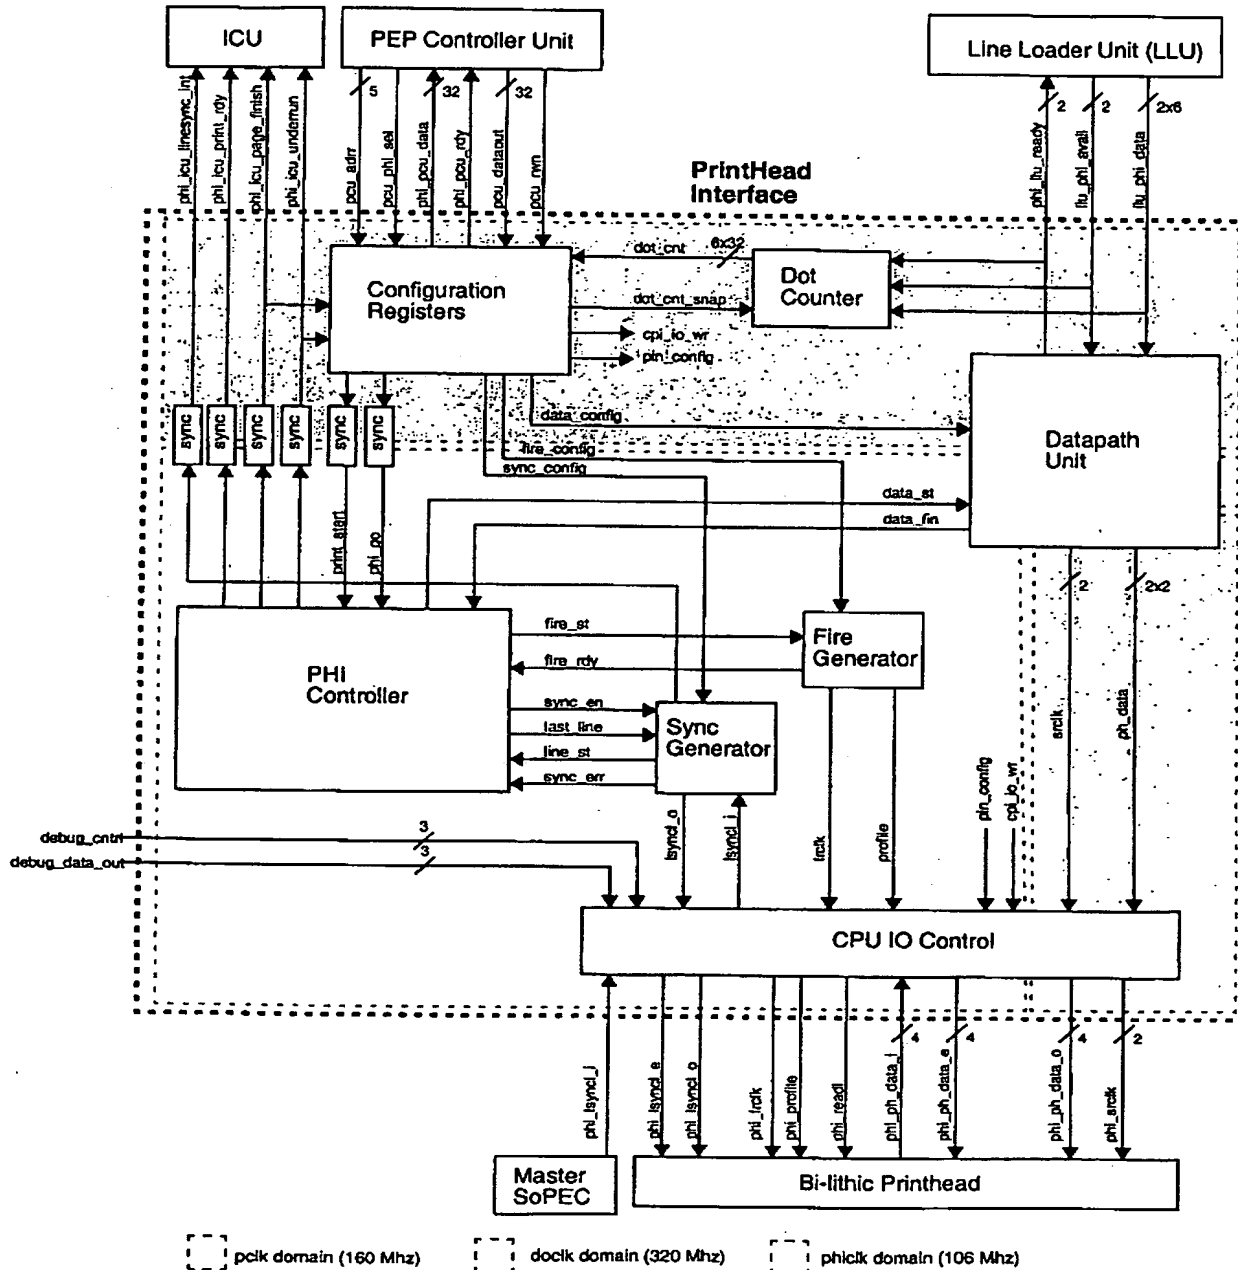 ICU
PEP Controller Unit
Line Loader Unit (LLU)
phi_icu_linesync_int
phi_icu_print_rdy
phi_icu_page_finish
phi_icu_underrun
5
32
32
pcu_adrr
pcu_phi_sel
phi_pcu_data
phi_pcu_rdy
pcu_dataout
pcu_rwn
2
2
2x6
phi_llu_ready
llu_phi_avail
llu_phi_data
PrintHead
Interface
Configuration
Registers
dot_cnt
6x32
dot_cnt_snap
cpi_io_wr
pin_config
Dot
Counter
sync
sync
sync
sync
sync
sync
data_config
fire_config
sync_config
Datapath
Unit
data_st
data_fin
print_start
phi_go
2
2x2
srclk
ph_data
PHI
Controller
fire_st
fire_rdy
Fire
Generator
sync_en
last_line
line_st
sync_err
Sync
Generator
lsyncl_o
lsyncl_i
frclk
profile
pin_config
cpi_io_wr
debug_cntrl
3
debug_data_out
3
CPU IO Control
phi_lsyncl_i
phi_lsyncl_e
phi_lsyncl_o
phi_frclk
phi_profile
phi_readl
phi_ph_data_i
4
phi_ph_data_e
4
phi_ph_data_o
4
phi_srclk
2
Master
SoPEC
Bi-lithic Printhead
pclk domain (160 Mhz)
doclk domain (320 Mhz)
phiclk domain (106 Mhz)